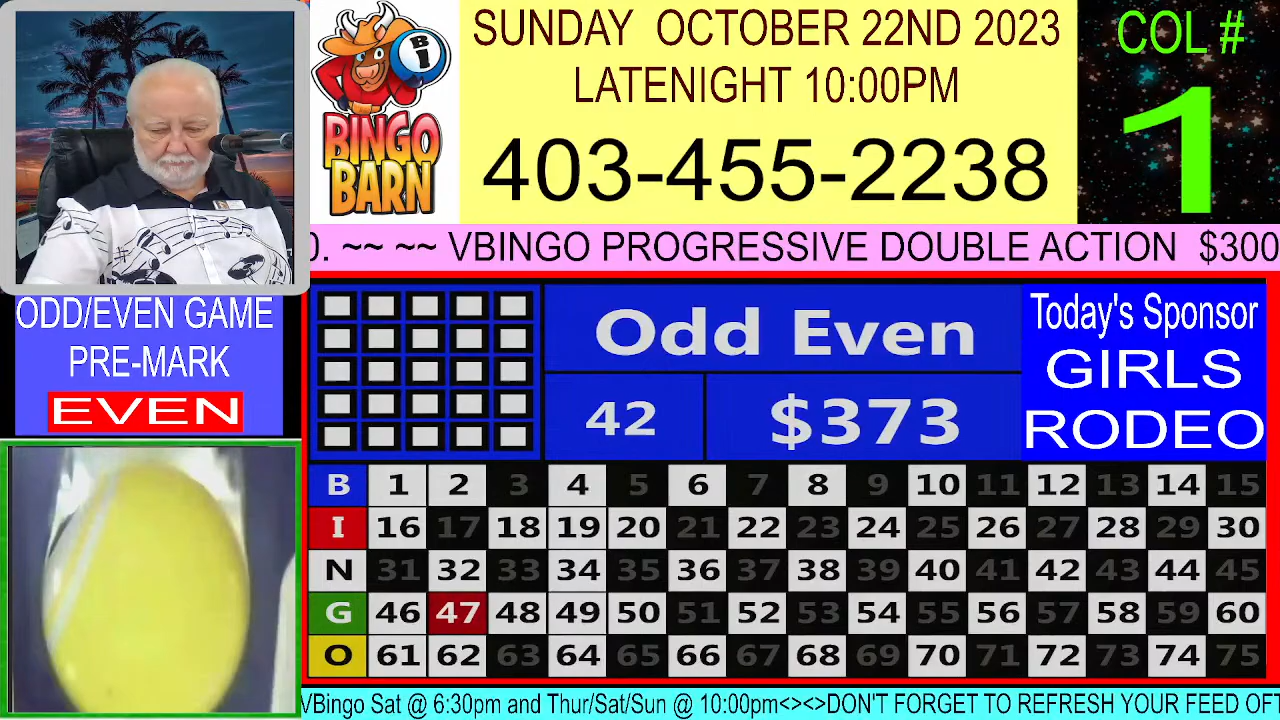 BI
BINGO
BARN
SUNDAY OCTOBER 22ND 2023
LATENIGHT 10:00PM
403-455-2238
COL #
1
0. ~~ ~~ VBINGO PROGRESSIVE DOUBLE ACTION $300
ODD/EVEN GAME
PRE-MARK
EVEN
Odd Even
42 $373
Today's Sponsor
GIRLS
RODEO
B 1 2 3 4 5 6 7 8 9 10 11 12 13 14 15
I 16 17 18 19 20 21 22 23 24 25 26 27 28 29 30
N 31 32 33 34 35 36 37 38 39 40 41 42 43 44 45
G 46 47 48 49 50 51 52 53 54 55 56 57 58 59 60
O 61 62 63 64 65 66 67 68 69 70 71 72 73 74 75
VBingo Sat @ 6:30pm and Thur/Sat/Sun @ 10:00pm<><>DON'T FORGET TO REFRESH YOUR FEED OFT